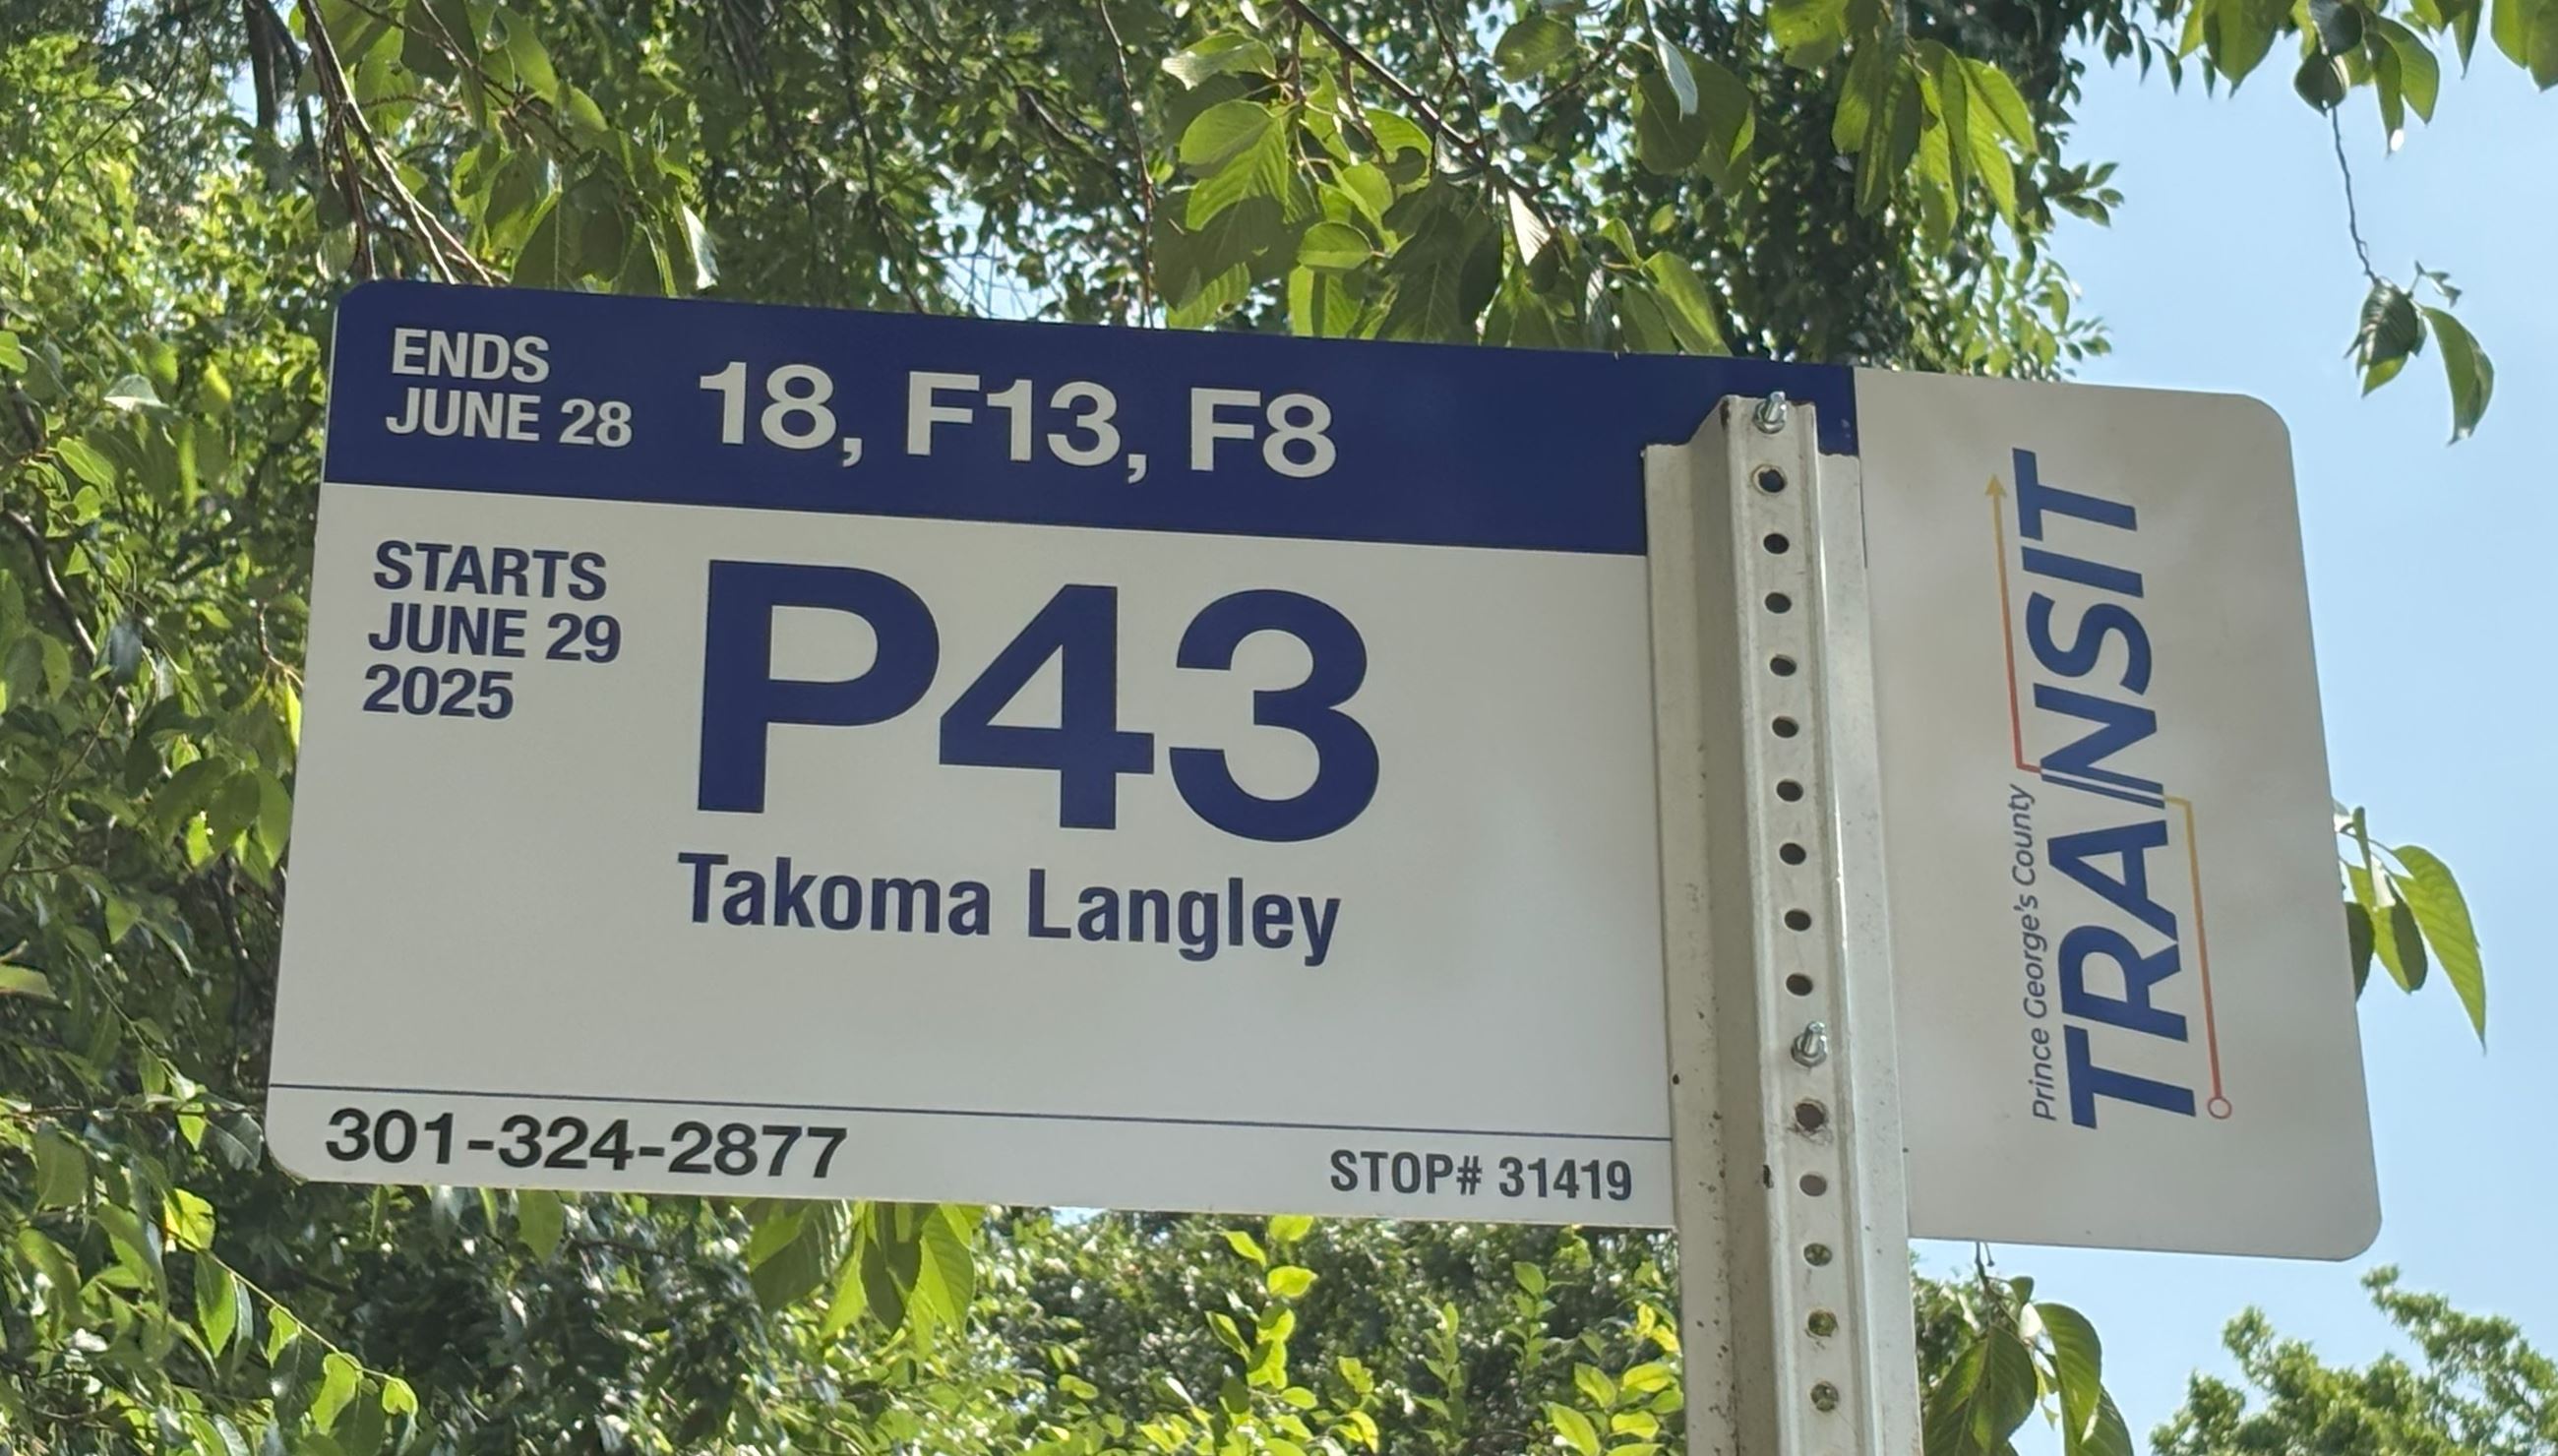 ENDS
JUNE 28
18, F13, F8
STARTS
JUNE 29
2025
P43
Takoma Langley
301-324-2877
STOP# 31419
Prince George's County
TRANSIT